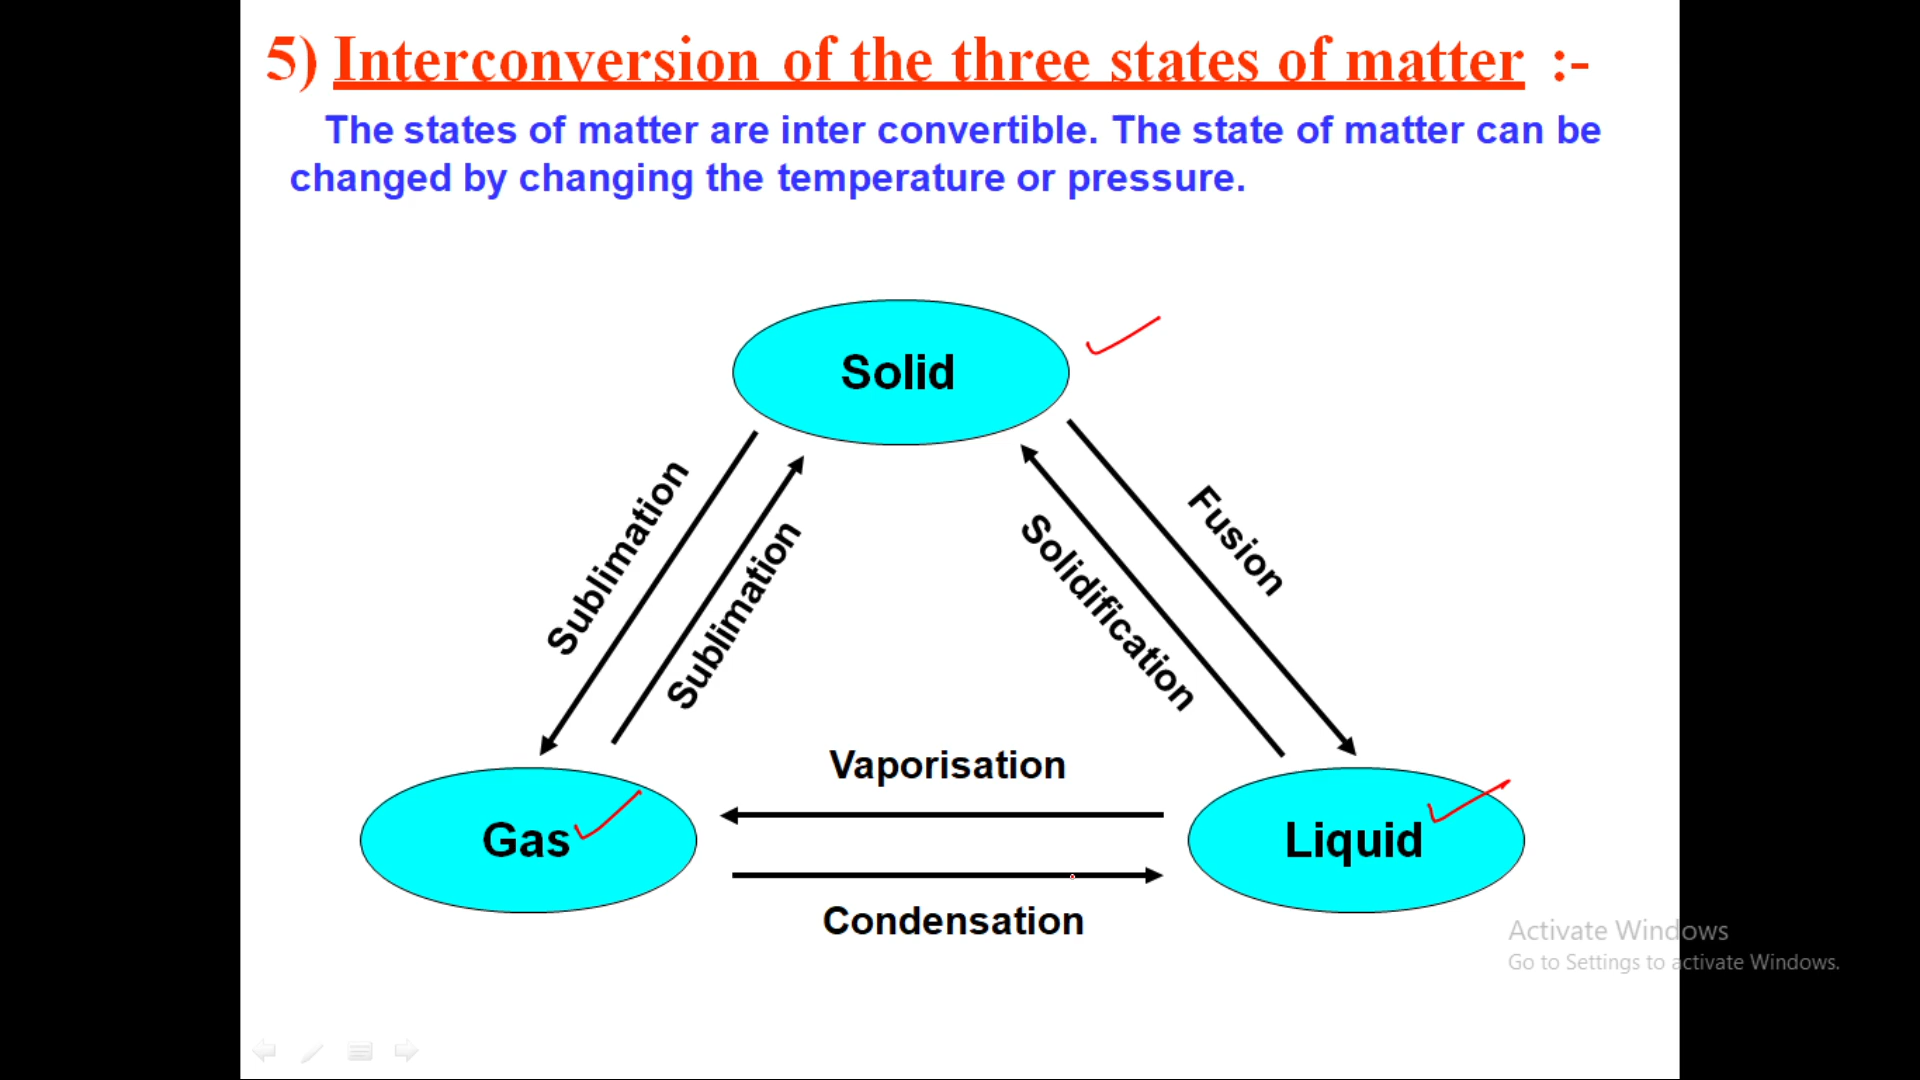 5) Interconversion of the three states of matter :-
The states of matter are inter convertible. The state of matter can be
changed by changing the temperature or pressure.
Solid
Sublimation
Sublimation
Solidification
Fusion
Vaporisation
Gas
Liquid
Condensation
Activate Windows
Go to Settings to activate Windows.